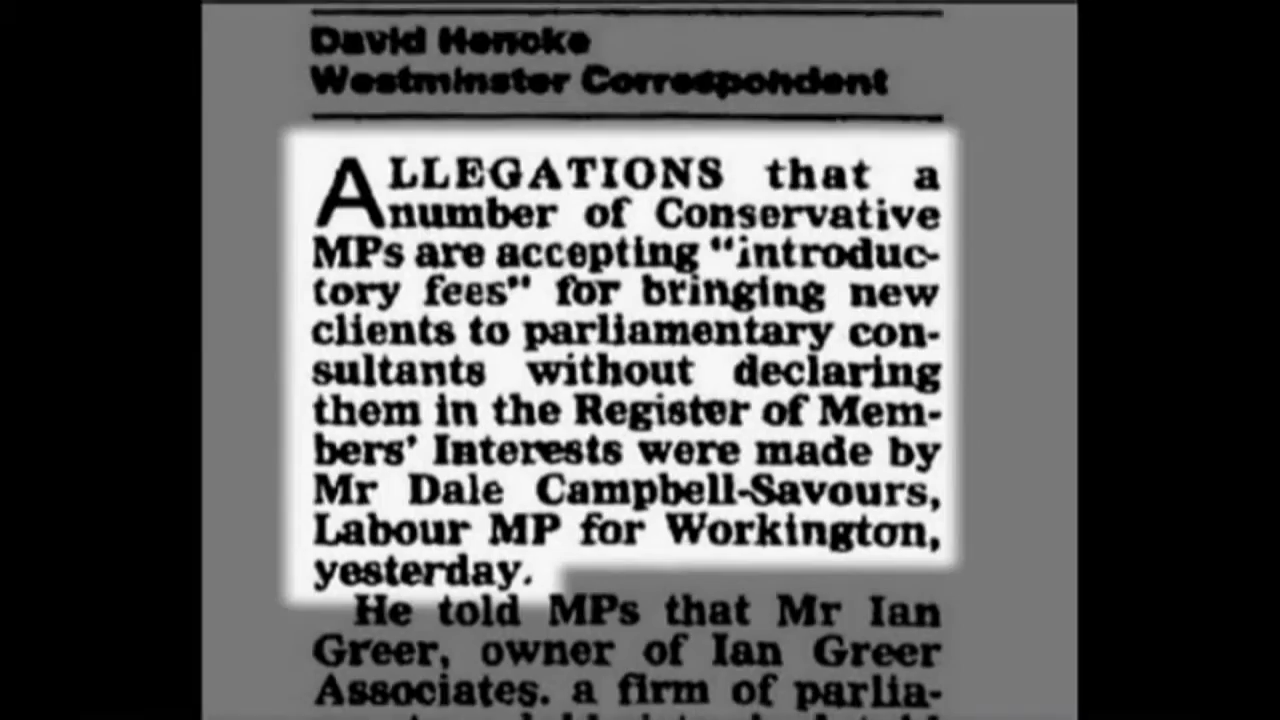 David Hencke
Westminster Correspondent
ALLEGATIONS that a
number of Conservative
MPs are accepting "introduc-
tory fees" for bringing new
clients to parliamentary con-
sultants without declaring
them in the Register of Mem-
bers' Interests were made by
Mr Dale Campbell-Savours,
Labour MP for Workington,
yesterday.
He told MPs that Mr Ian
Greer, owner of Ian Greer
Associates. a firm of parlia-